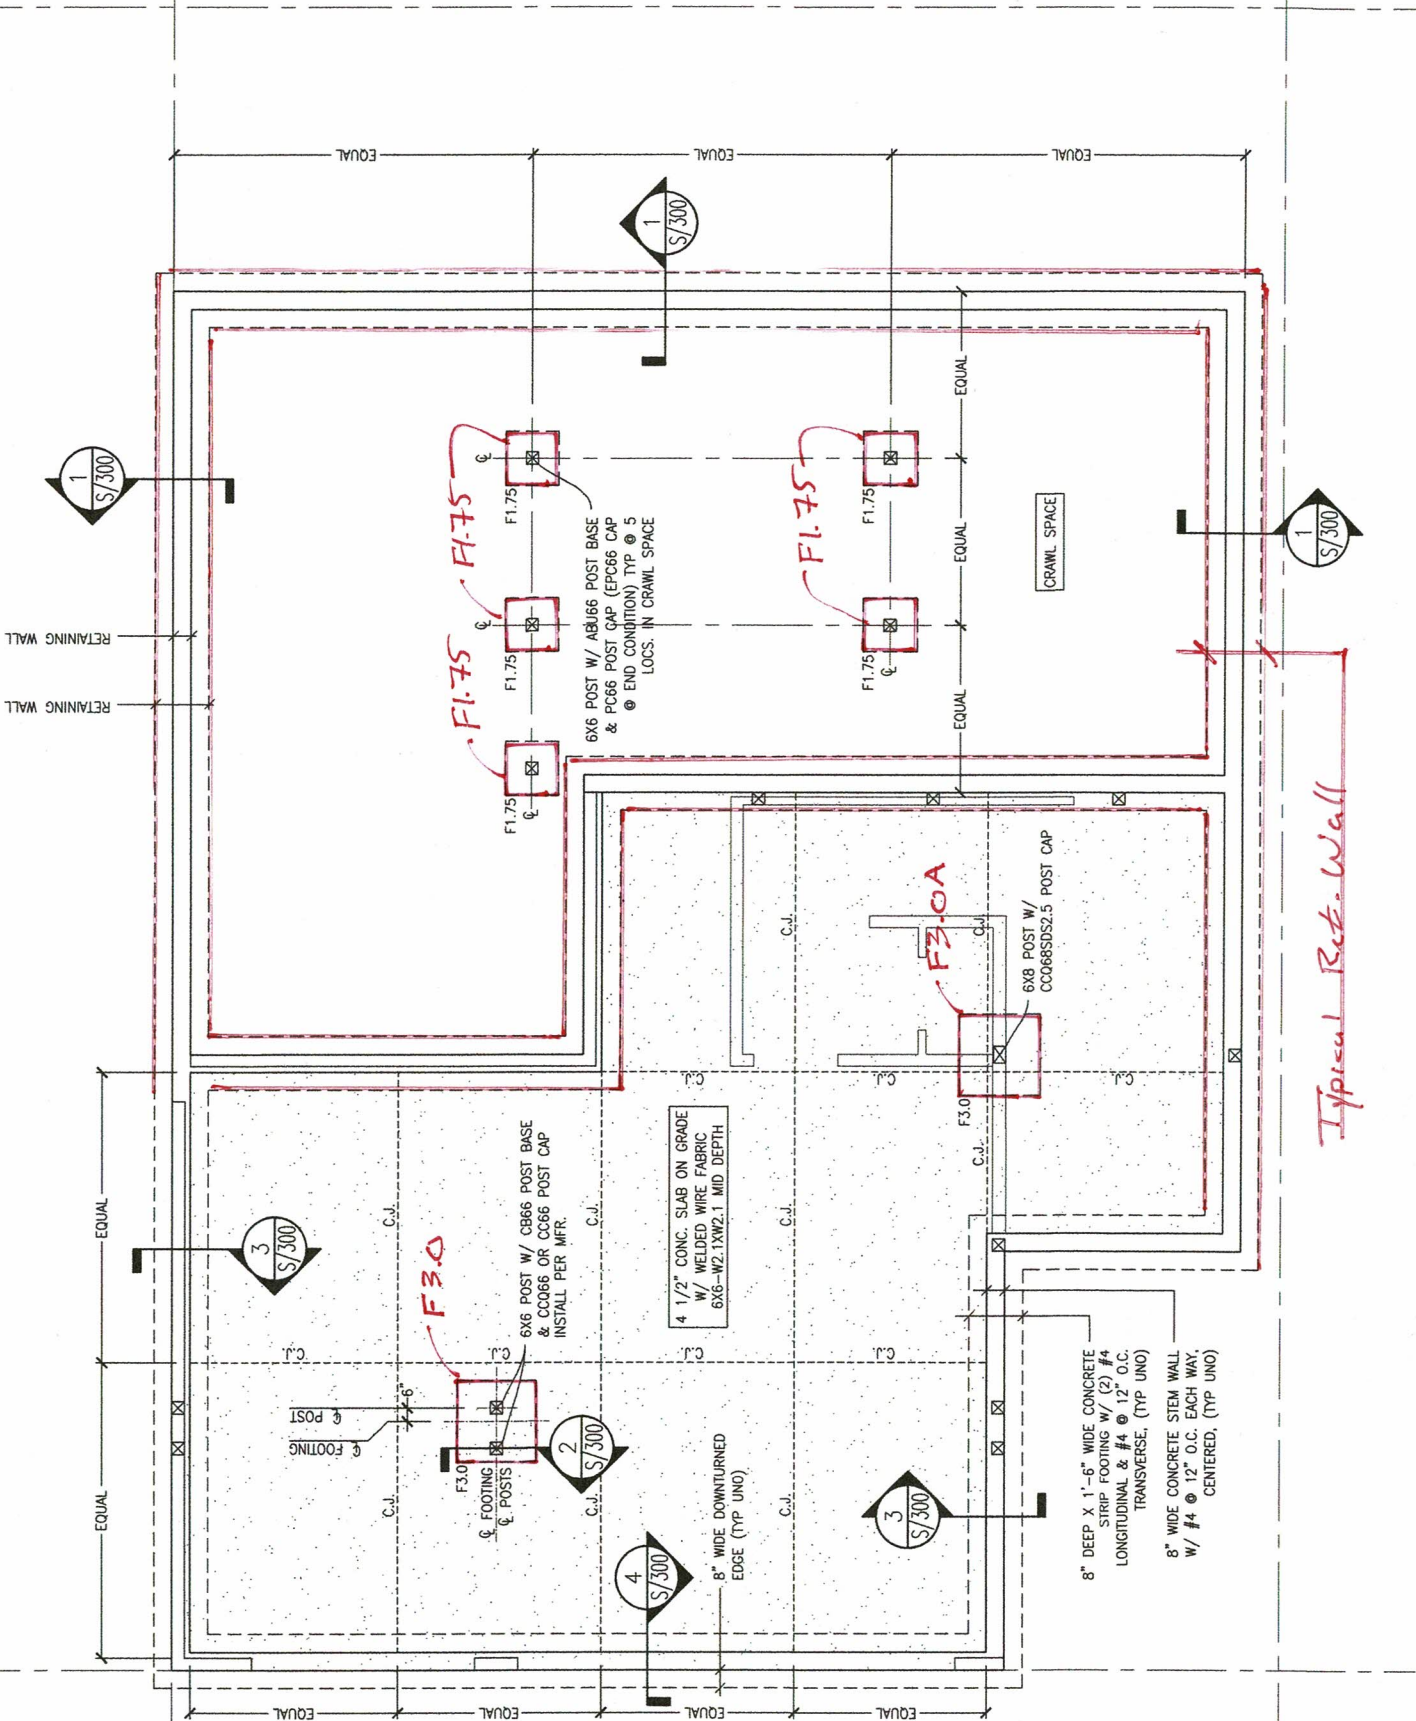 EQUAL
EQUAL
EQUAL
1
S/300
1
S/300
RETAINING WALL
RETAINING WALL
EQUAL
EQUAL
EQUAL
F1.75
F1.75
F1.75
F1.75
F1.75
F1.75
F1.75
F1.75
F1.75
6X6 POST W/ ABU66 POST BASE
& PC66 POST CAP (EPC66 CAP
@ END CONDITION) TYP @ 5
LOCS. IN CRAWL SPACE
CRAWL SPACE
1
S/300
Typical Ret. Wall
F3.0A
F3.0
6X8 POST W/
CCQ68SDS2.5 POST CAP
C.J.
C.J.
C.J.
C.J.
C.J.
C.J.
EQUAL
EQUAL
3
S/300
F3.0
F3.0
6X6 POST W/ CB66 POST BASE
& CCQ66 OR CC66 POST CAP
INSTALL PER MFR.
4 1/2" CONC. SLAB ON GRADE
W/ WELDED WIRE FABRIC
6X6-W2.1XW2.1 MID DEPTH
C.J.
C.J.
C.J.
C.J.
C.J.
C.J.
C.J.
C.J.
C.J.
C.J.
℄ POST
6"
℄ FOOTING
℄ FOOTING
℄ POSTS
2
S/300
3
S/300
4
S/300
8" WIDE DOWNTURNED
EDGE (TYP UNO)
8" DEEP X 1'-6" WIDE CONCRETE
STRIP FOOTING W/ (2) #4
LONGITUDINAL & #4 @ 12" O.C.
TRANSVERSE, (TYP UNO)
8" WIDE CONCRETE STEM WALL
W/ #4 @ 12" O.C. EACH WAY,
CENTERED, (TYP UNO)
EQUAL
EQUAL
EQUAL
EQUAL